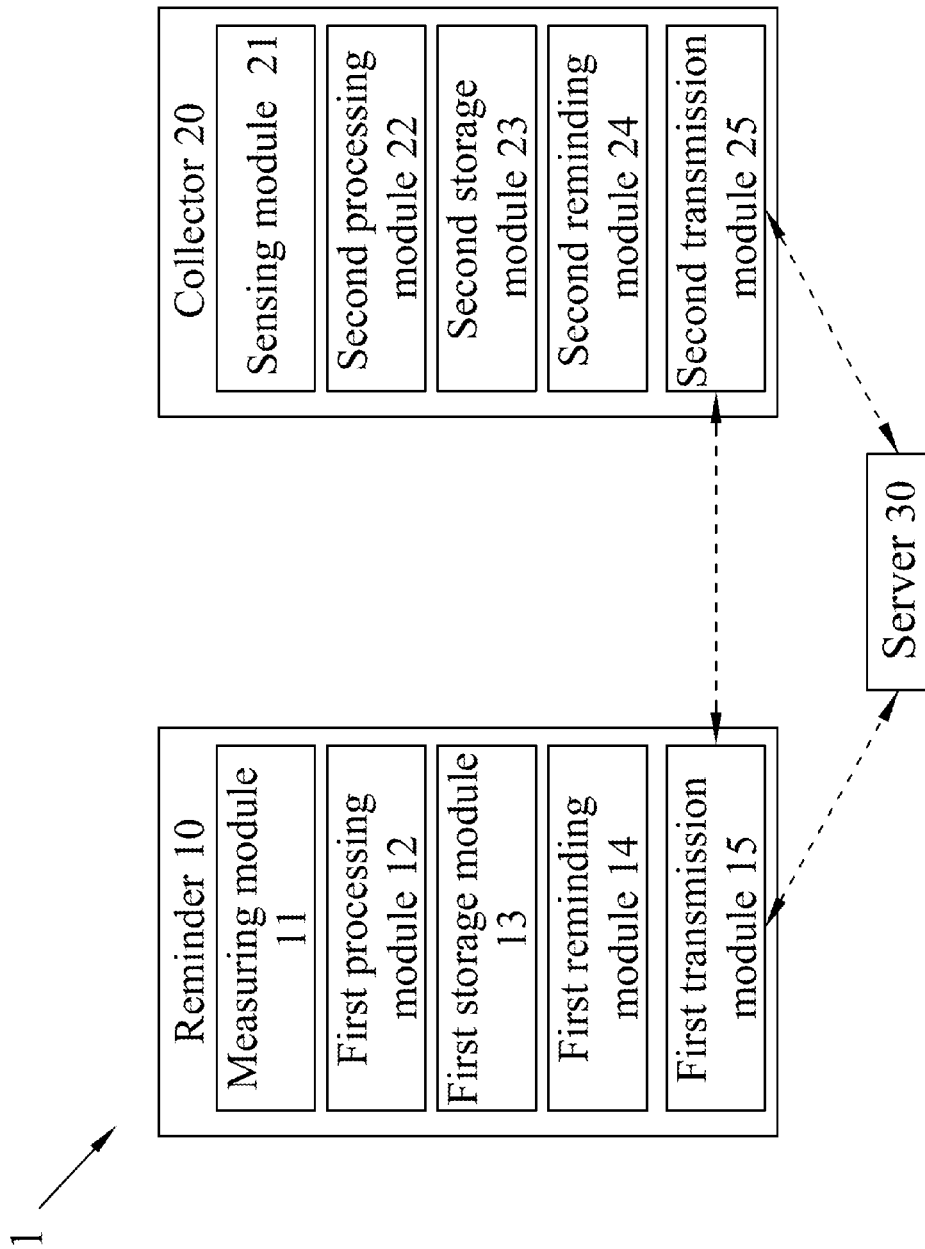 1
Reminder 10
Measuring module
11
First processing
module 12
First storage module
13
First reminding
module 14
First transmission
module 15
Collector 20
Sensing module 21
Second processing
module 22
Second storage
module 23
Second reminding
module 24
Second transmission
module 25
Server 30